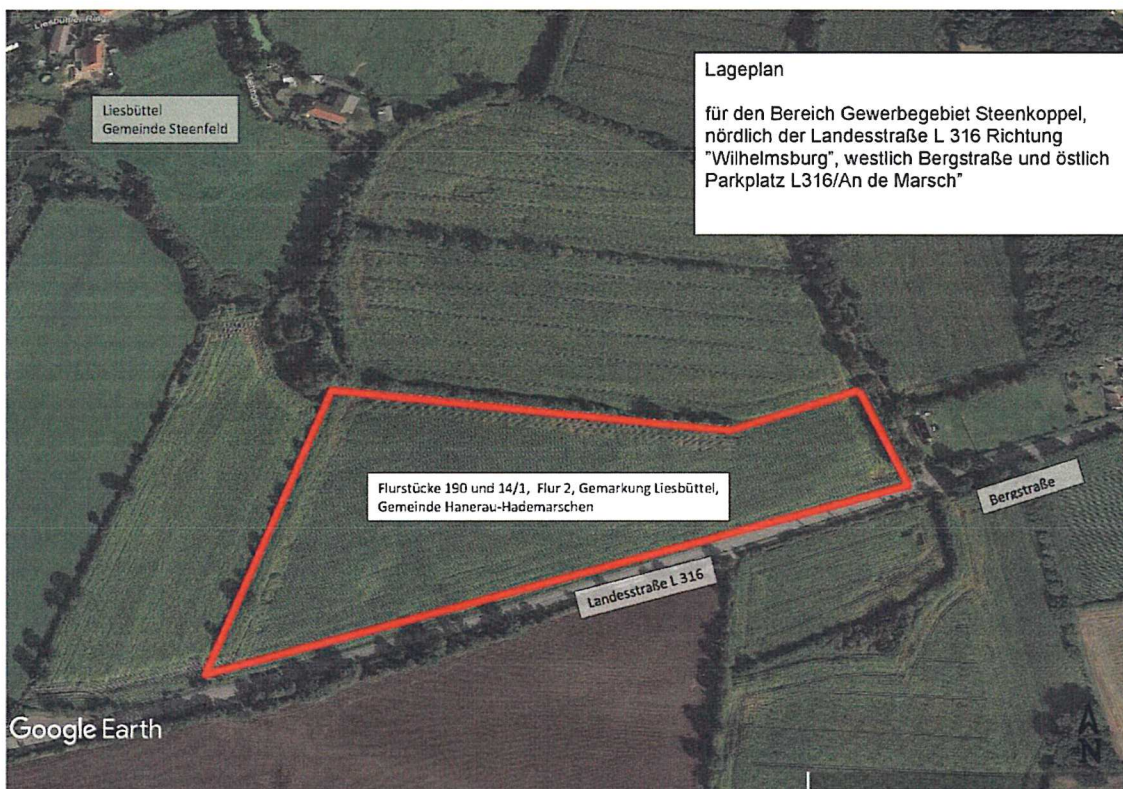 Liesbüttler Ring
Liesbüttel
Gemeinde Steenfeld
Lageplan
für den Bereich Gewerbegebiet Steenkoppel,
nördlich der Landesstraße L 316 Richtung
"Wilhelmsburg", westlich Bergstraße und östlich
Parkplatz L316/An de Marsch"
Flurstücke 190 und 14/1, Flur 2, Gemarkung Liesbüttel,
Gemeinde Hanerau-Hademarschen
Bergstraße
Landesstraße L 316
Google Earth
N